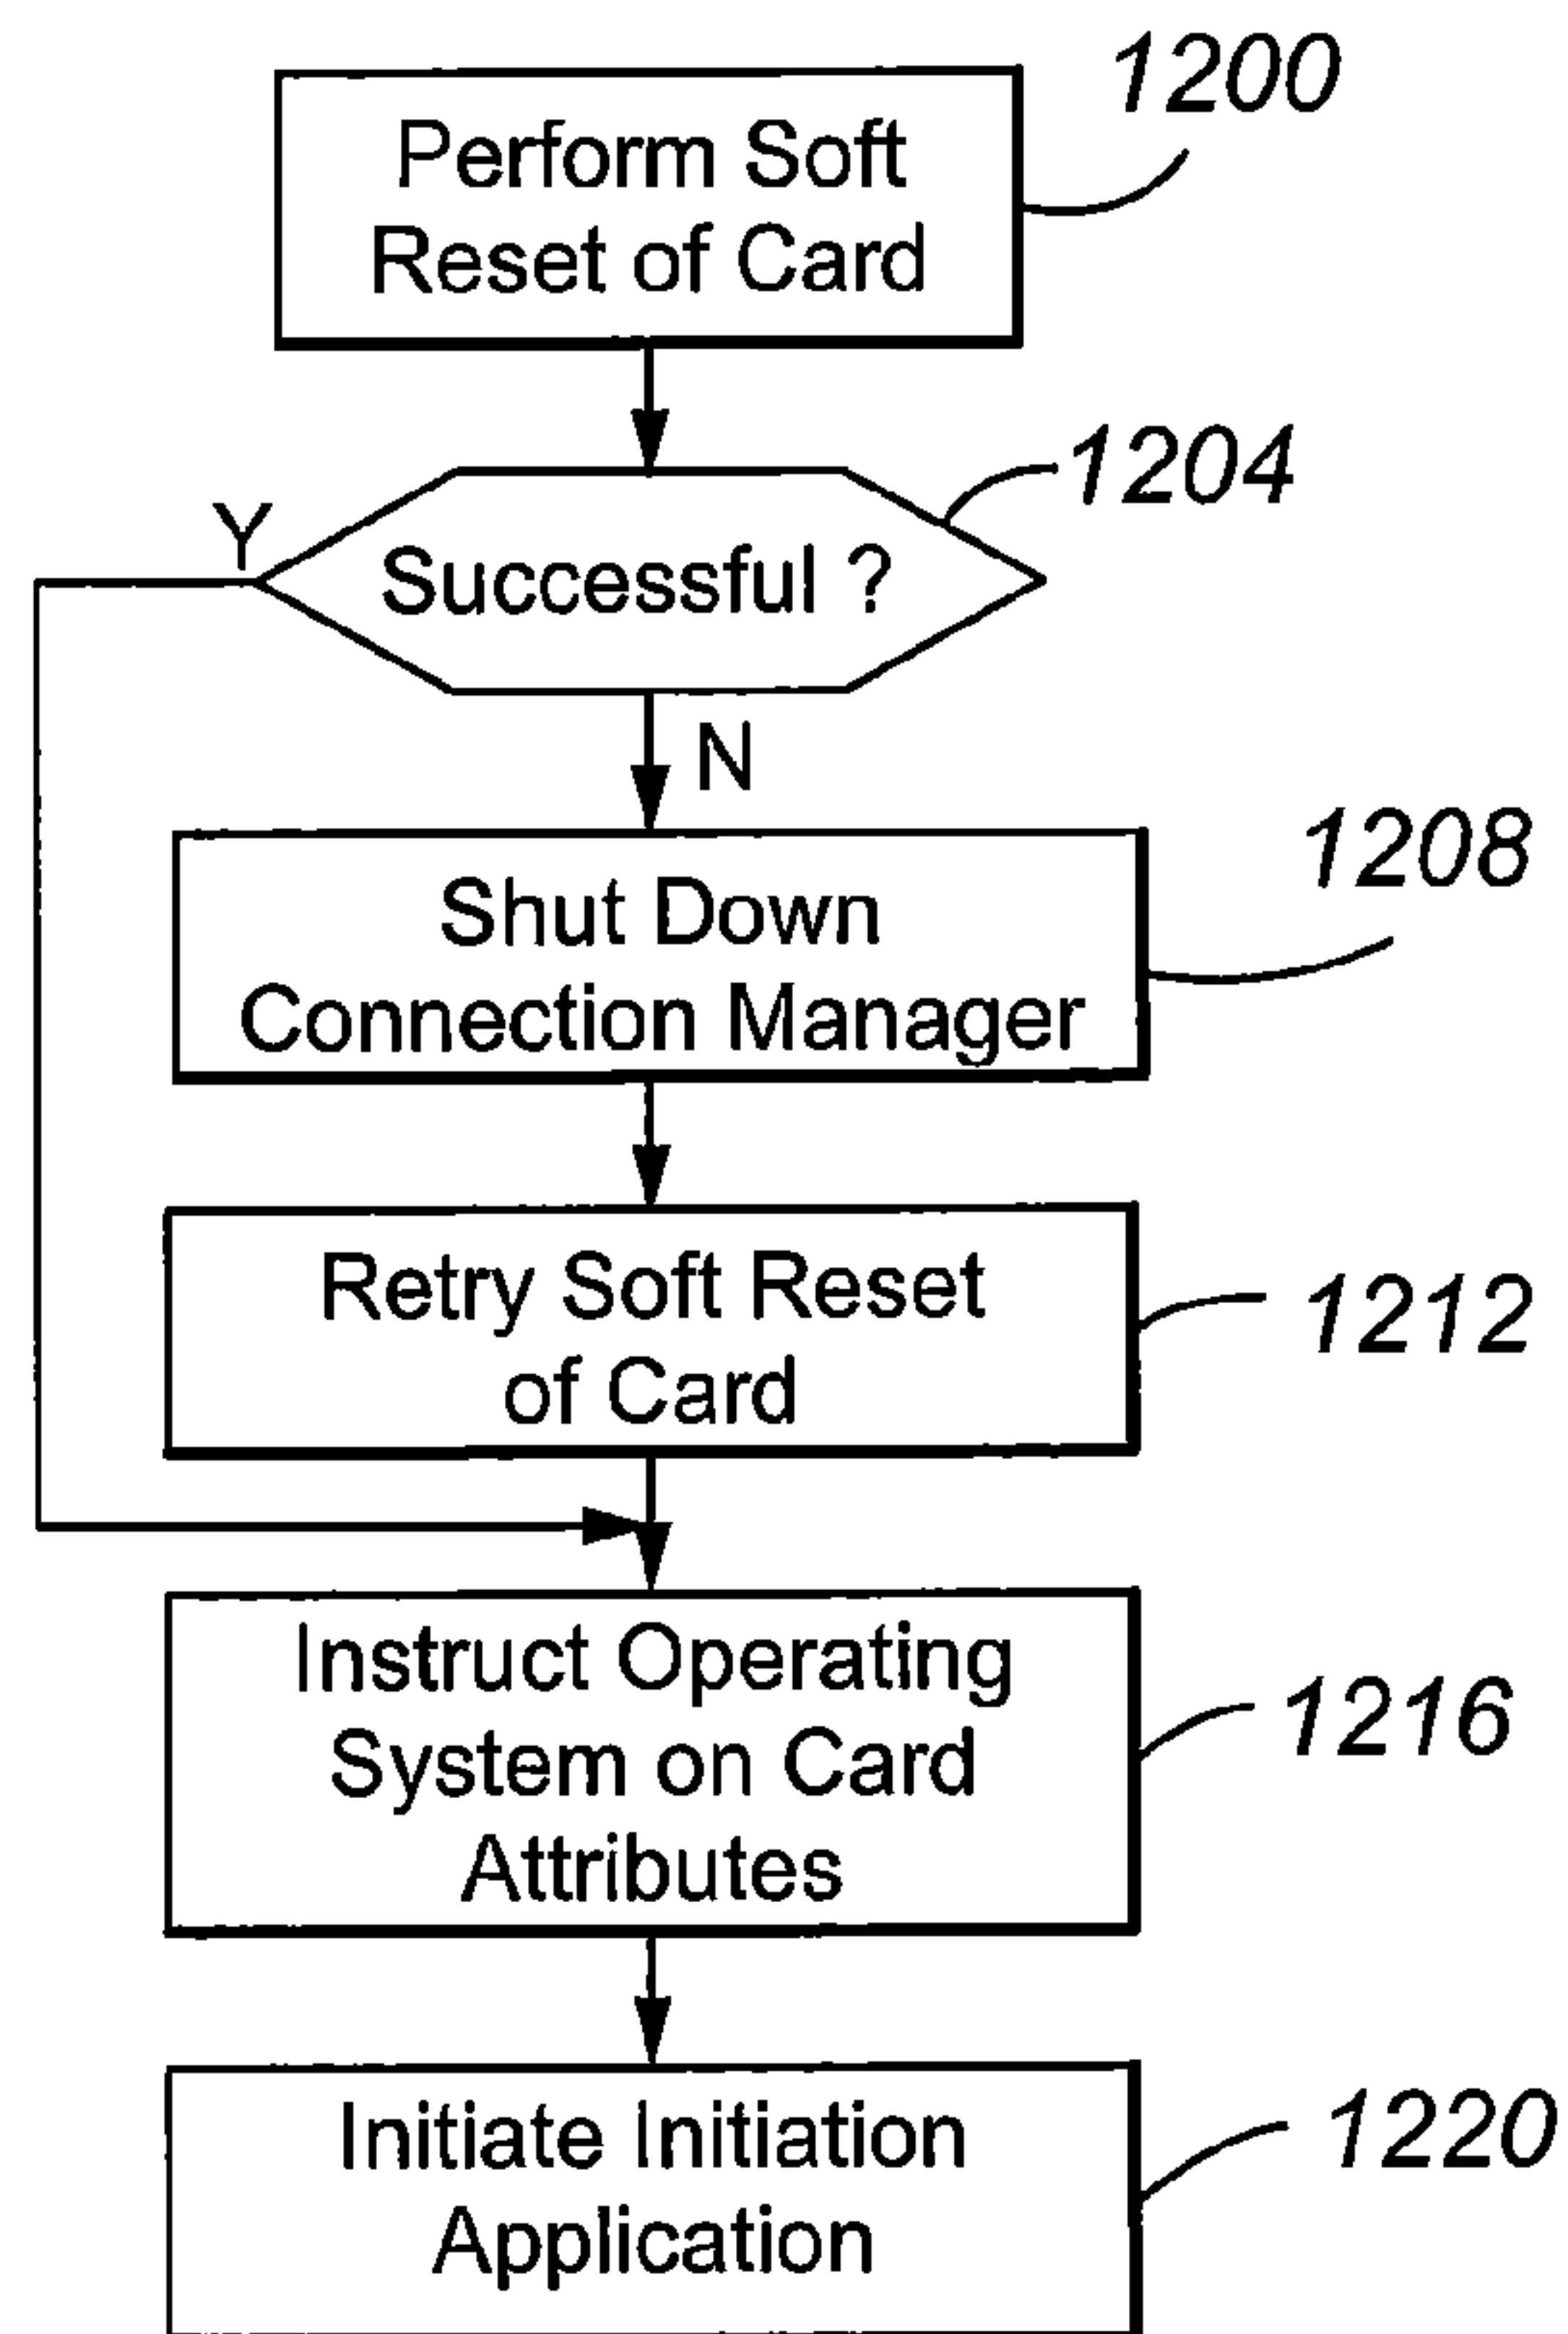 1200
Perform Soft
Reset of Card
1204
Y
Successful ?
N
1208
Shut Down
Connection Manager
Retry Soft Reset
1212
of Card
Instruct Operating
1216
System on Card
Attributes
Initiate Initiation
1220
Application